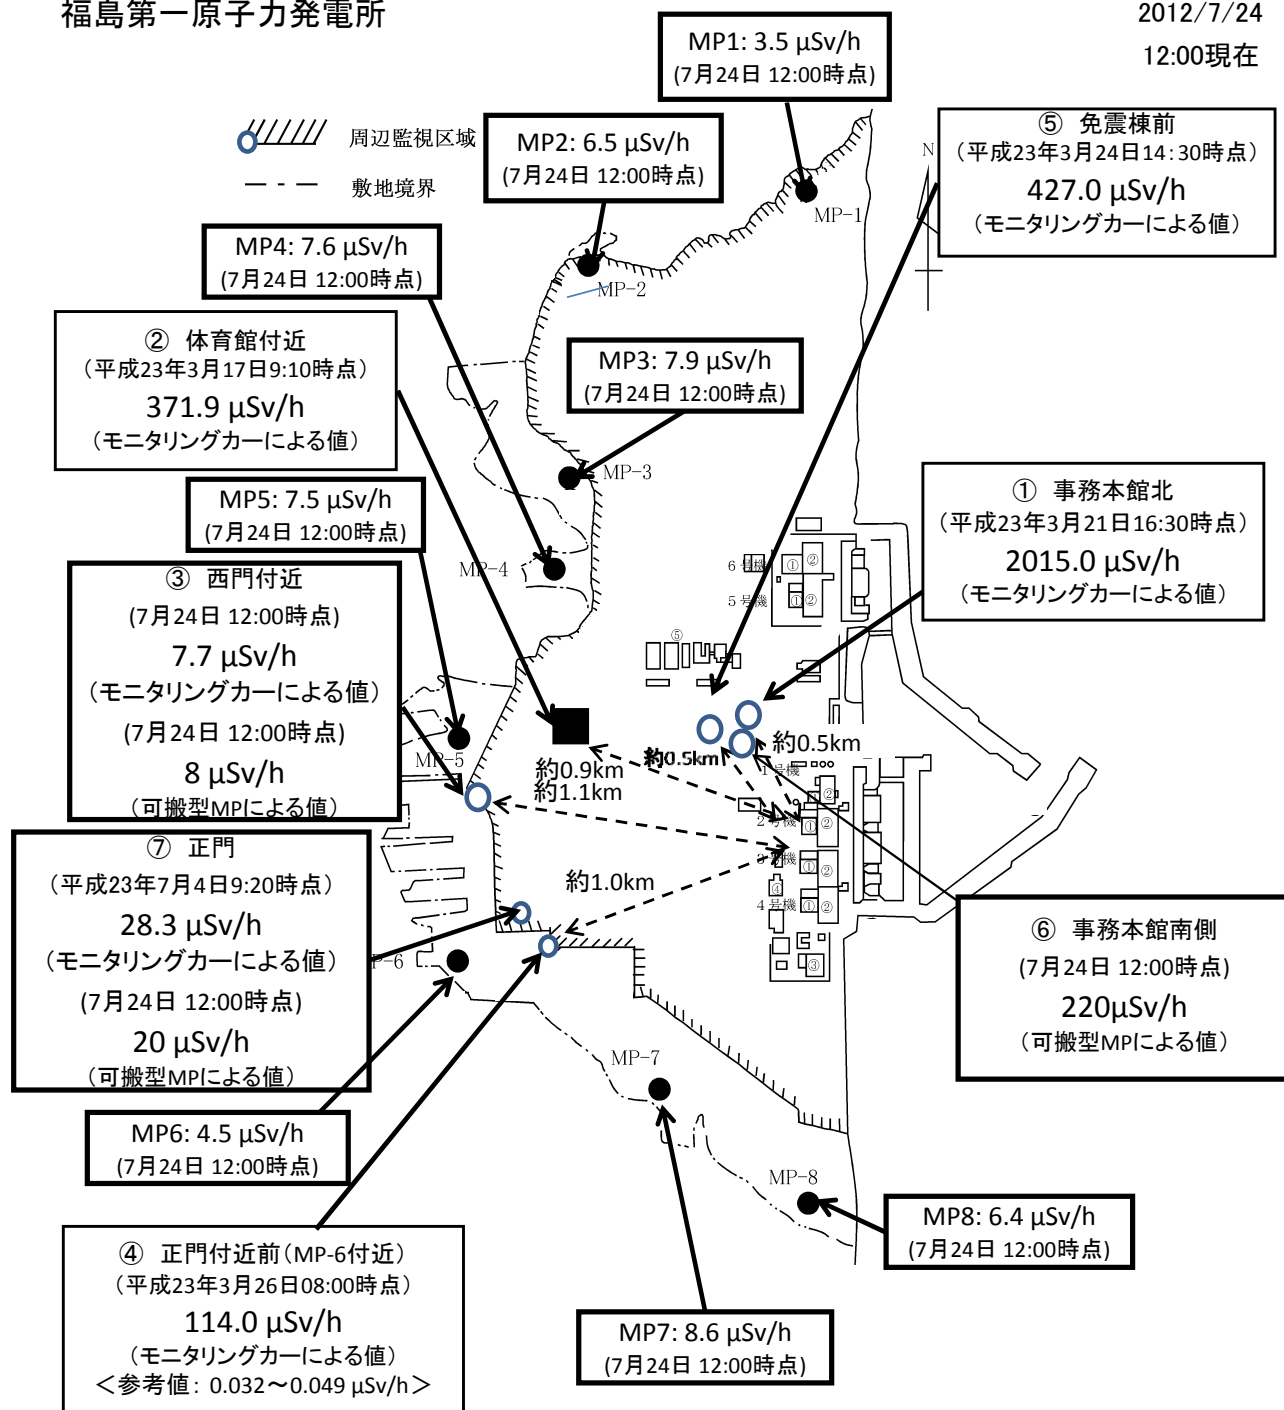 福島第一原子力発電所
2012/7/24
12:00現在
MP1: 3.5 μSv/h
(7月24日 12:00時点)
周辺監視区域
敷地境界
MP2: 6.5 μSv/h
(7月24日 12:00時点)
⑤ 免震棟前
(平成23年3月24日14:30時点)
427.0 μSv/h
(モニタリングカーによる値)
N
MP-1
MP4: 7.6 μSv/h
(7月24日 12:00時点)
MP-2
② 体育館付近
(平成23年3月17日9:10時点)
371.9 μSv/h
(モニタリングカーによる値)
MP3: 7.9 μSv/h
(7月24日 12:00時点)
MP-3
MP5: 7.5 μSv/h
(7月24日 12:00時点)
① 事務本館北
(平成23年3月21日16:30時点)
2015.0 μSv/h
(モニタリングカーによる値)
MP-4
6号機
①
②
5号機
①
②
③ 西門付近
(7月24日 12:00時点)
7.7 μSv/h
(モニタリングカーによる値)
(7月24日 12:00時点)
8 μSv/h
(可搬型MPによる値)
⑤
MP-5
約0.9km
約1.1km
約0.5km
約0.5km
1号機
①
②
2号機
①
②
3号機
①
②
④
4号機
①
②
③
約1.0km
⑦ 正門
(平成23年7月4日9:20時点)
28.3 μSv/h
(モニタリングカーによる値)
(7月24日 12:00時点)
20 μSv/h
(可搬型MPによる値)
P-6
⑥ 事務本館南側
(7月24日 12:00時点)
220μSv/h
(可搬型MPによる値)
MP-7
MP6: 4.5 μSv/h
(7月24日 12:00時点)
MP-8
MP8: 6.4 μSv/h
(7月24日 12:00時点)
④ 正門付近前(MP-6付近)
(平成23年3月26日08:00時点)
114.0 μSv/h
(モニタリングカーによる値)
<参考値: 0.032～0.049 μSv/h>
MP7: 8.6 μSv/h
(7月24日 12:00時点)